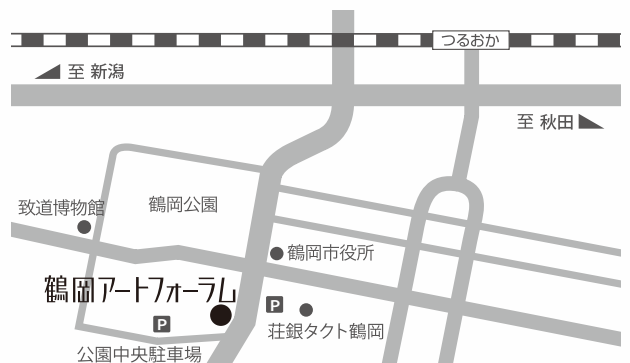 つるおか
至 新潟
至 秋田
致道博物館
鶴岡公園
鶴岡市役所
鶴岡アートフォーラム
P
P
荘銀タクト鶴岡
公園中央駐車場